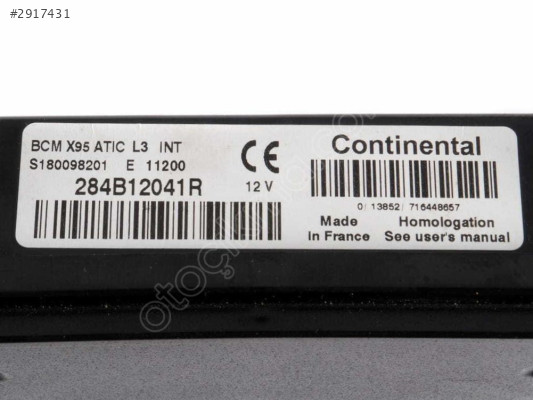 #2917431
BCM X95 ATIC L3 INT
S180098201 E 11200
284B12041R
CE
12 V
Continental
0/ 13852/ 716448657
Made
in France
Homologation
See user's manual